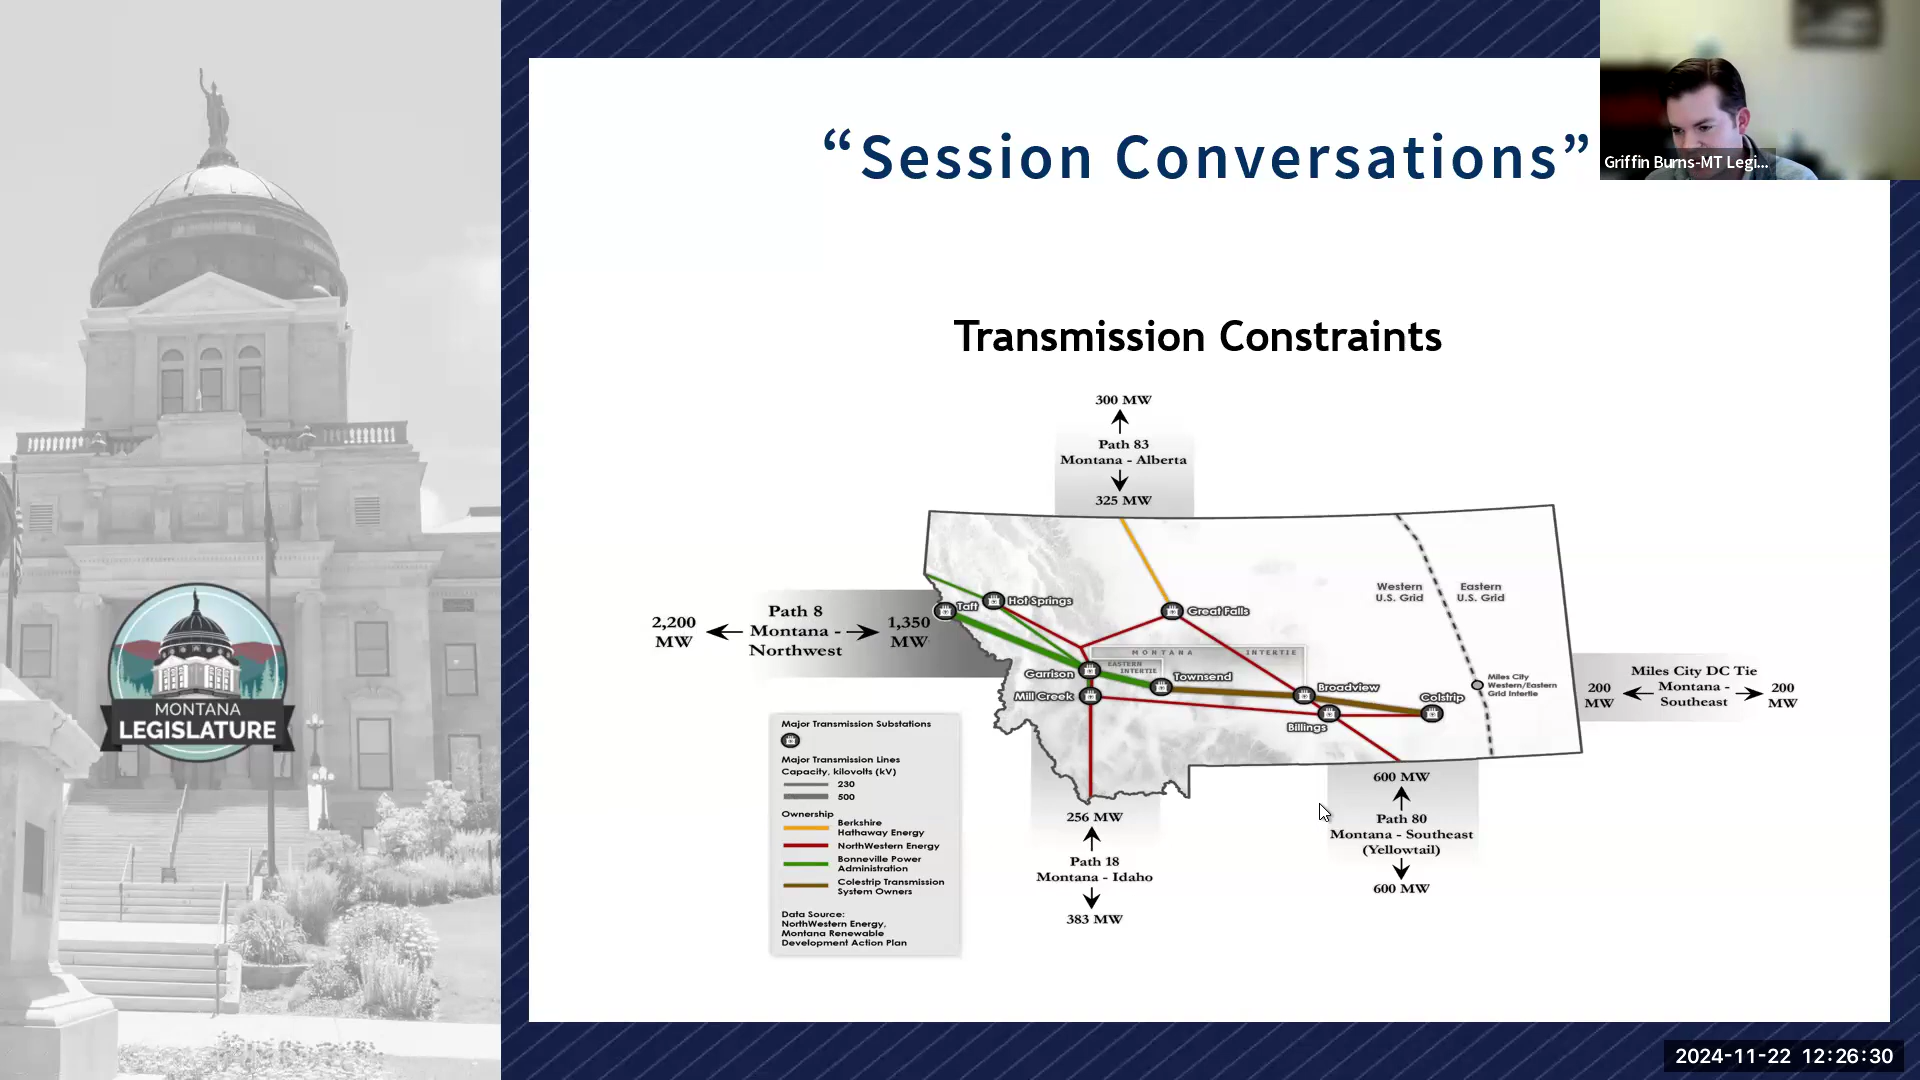 “Session Conversations”
Griffin Burns-MT Legi...
Transmission Constraints
300 MW
Path 83
Montana - Alberta
325 MW
2,200
MW
Path 8
Montana -
Northwest
1,350
MW
Taft
Hot Springs
Great Falls
Western
U.S. Grid
Eastern
U.S. Grid
MONTANA INTERTIE
EASTERN
INTERTIE
Garrison
Townsend
Mill Creek
Broadview
Billings
Colstrip
Miles City
Western/Eastern
Grid Intertie
200
MW
Miles City DC Tie
Montana -
Southeast
200
MW
MONTANA
LEGISLATURE
Major Transmission Substations
Major Transmission Lines
Capacity, kilovolts (kV)
230
500
Ownership
Berkshire
Hathaway Energy
NorthWestern Energy
Bonneville Power
Administration
Colestrip Transmission
System Owners
Data Source:
NorthWestern Energy,
Montana Renewable
Development Action Plan
256 MW
Path 18
Montana - Idaho
383 MW
600 MW
Path 80
Montana - Southeast
(Yellowtail)
600 MW
2024-11-22 12:26:30